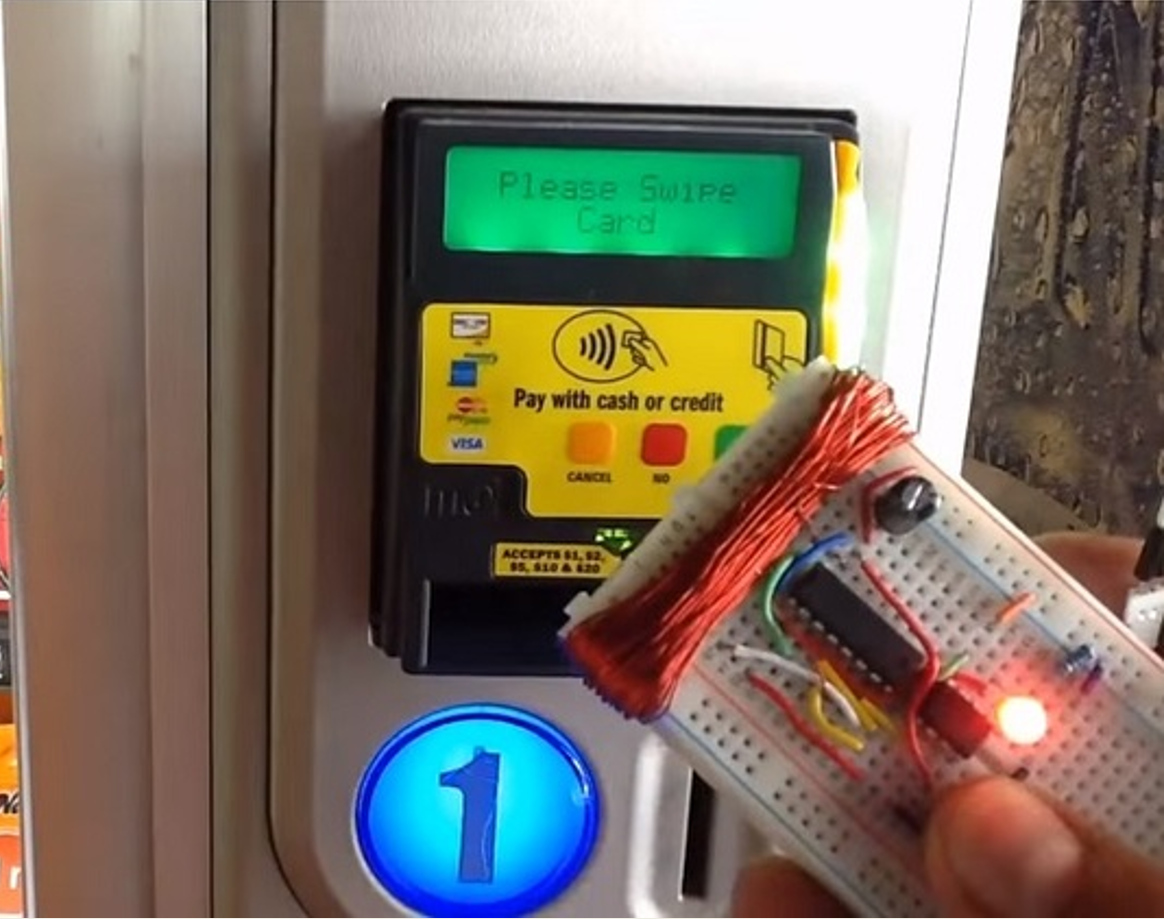 Please Swipe
Card
Pay with cash or credit
VISA
CANCEL
NO
ACCEPTS $1, $2,
$5, $10 & $20
1